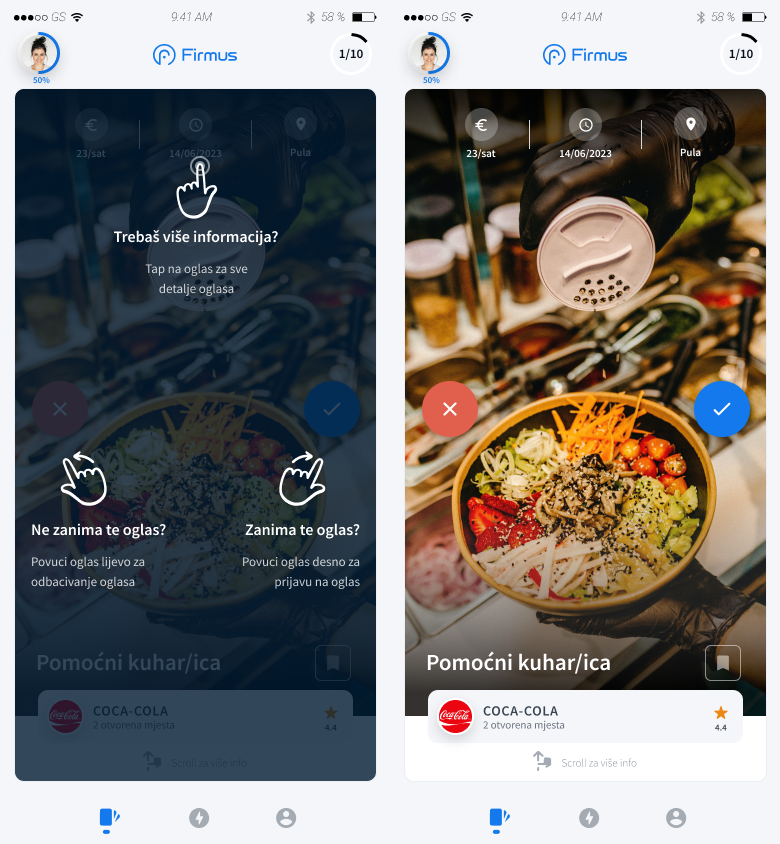 GS
9.41 AM
58 %
50%
Firmus
1/10
23/sat
14/06/2023
Pula
Trebaš više informacija?
Tap na oglas za sve
detalje oglasa
Ne zanima te oglas?
Povuci oglas lijevo za
odbacivanje oglasa
Zanima te oglas?
Povuci oglas desno za
prijavu na oglas
Pomoćni kuhar/ica
Coca-Cola
COCA-COLA
2 otvorena mjesta
4.4
Scroll za više info
GS
9.41 AM
58 %
50%
Firmus
1/10
23/sat
14/06/2023
Pula
Pomoćni kuhar/ica
Coca-Cola
COCA-COLA
2 otvorena mjesta
4.4
Scroll za više info